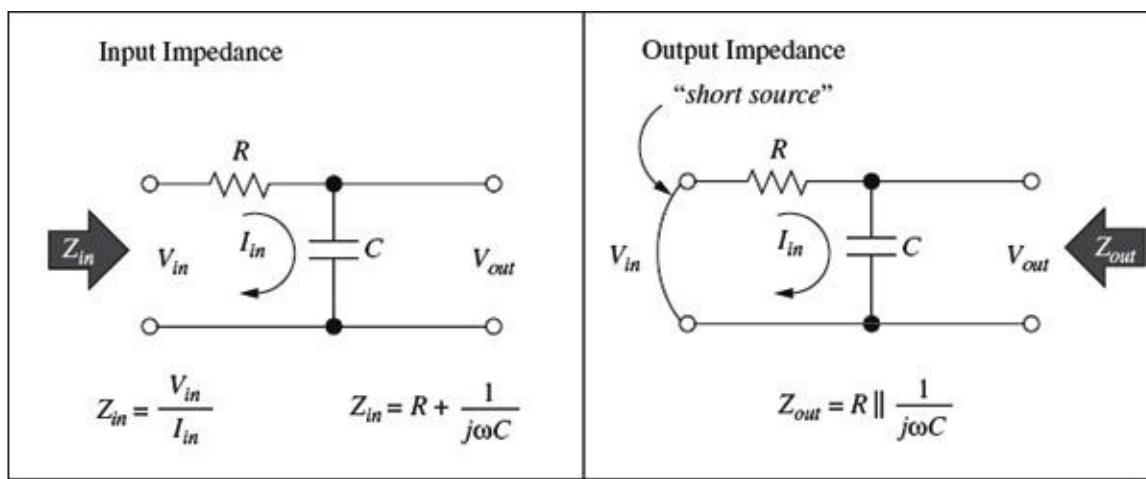 Input Impedance
R
Z_in
V_in
I_in
C
V_out
Z_in = V_in / I_in
Z_in = R + 1 / jωC
Output Impedance
"short source"
R
V_in
I_in
C
V_out
Z_out
Z_out = R || 1 / jωC